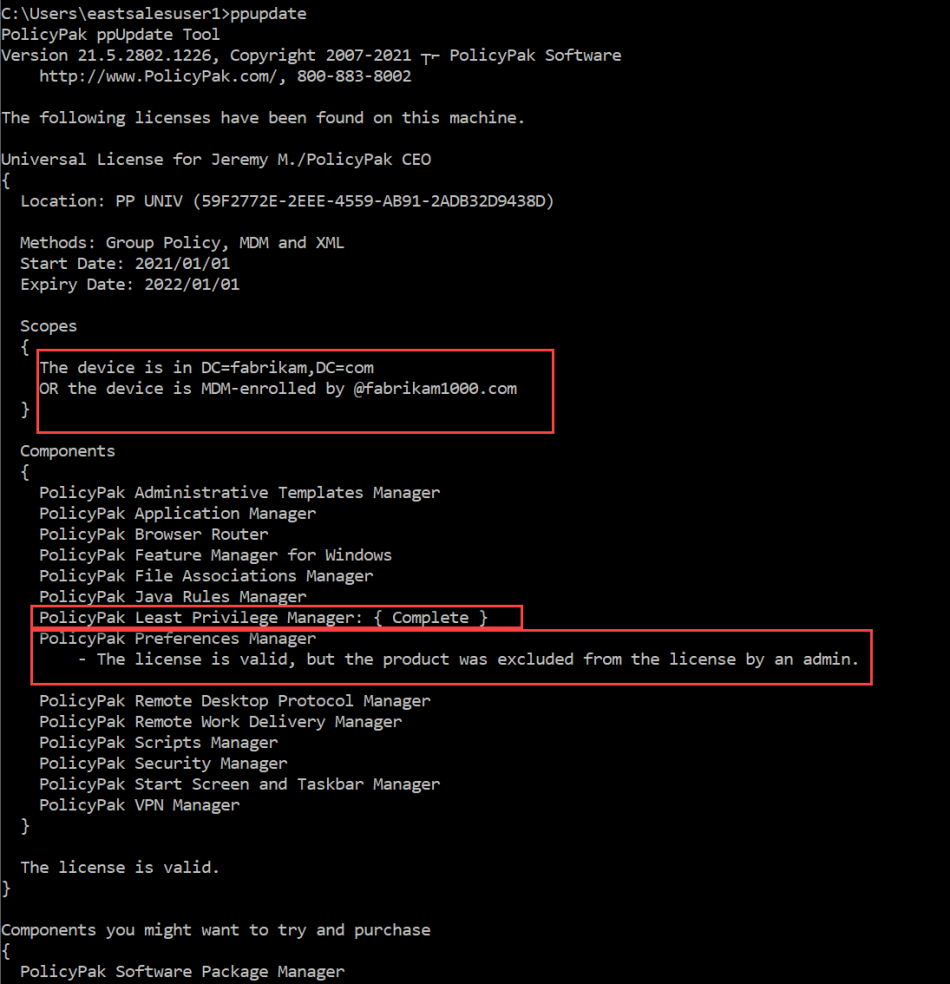 C:\Users\eastsalesuser1>ppupdate
PolicyPak ppUpdate Tool
Version 21.5.2802.1226, Copyright 2007-2021 ┬⌐ PolicyPak Software
http://www.PolicyPak.com/, 800-883-8002
The following licenses have been found on this machine.
Universal License for Jeremy M./PolicyPak CEO
{
Location: PP UNIV (59F2772E-2EEE-4559-AB91-2ADB32D9438D)
Methods: Group Policy, MDM and XML
Start Date: 2021/01/01
Expiry Date: 2022/01/01
Scopes
{
The device is in DC=fabrikam,DC=com
OR the device is MDM-enrolled by @fabrikam1000.com
}
Components
{
PolicyPak Administrative Templates Manager
PolicyPak Application Manager
PolicyPak Browser Router
PolicyPak Feature Manager for Windows
PolicyPak File Associations Manager
PolicyPak Java Rules Manager
PolicyPak Least Privilege Manager: { Complete }
PolicyPak Preferences Manager
- The license is valid, but the product was excluded from the license by an admin.
PolicyPak Remote Desktop Protocol Manager
PolicyPak Remote Work Delivery Manager
PolicyPak Scripts Manager
PolicyPak Security Manager
PolicyPak Start Screen and Taskbar Manager
PolicyPak VPN Manager
}
The license is valid.
}
Components you might want to try and purchase
{
PolicyPak Software Package Manager